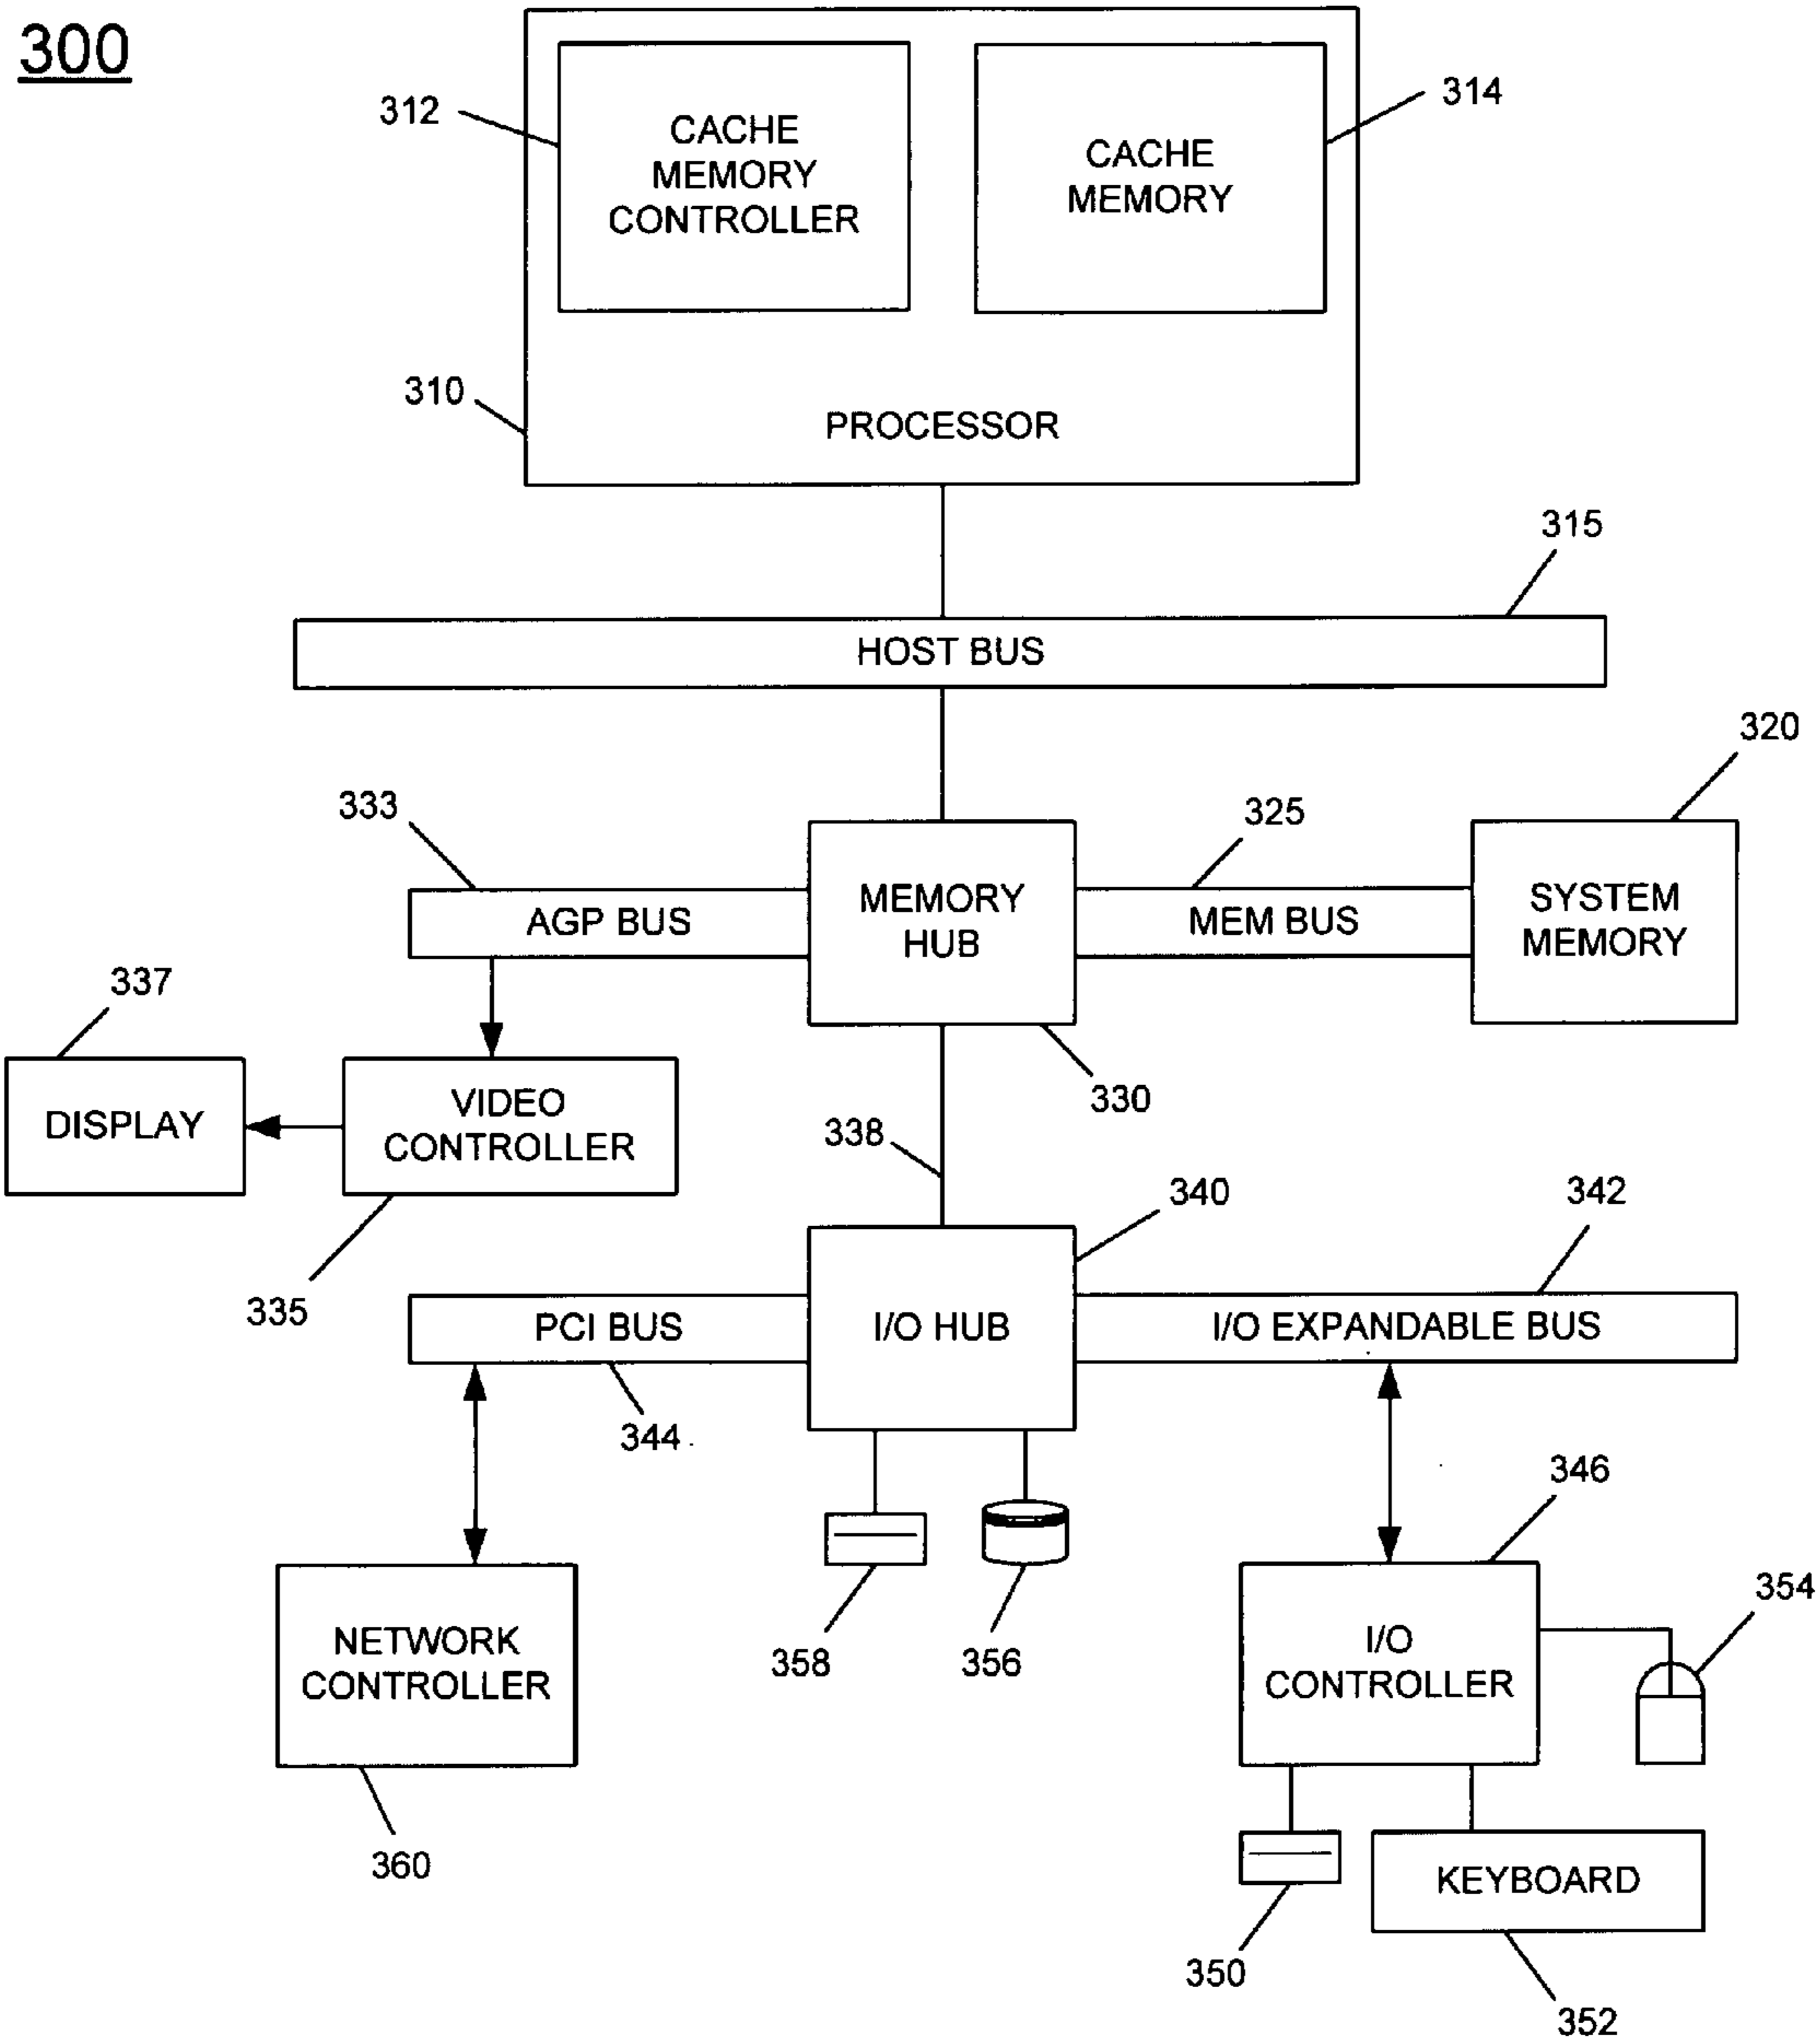 300
312
CACHE
MEMORY
CONTROLLER
CACHE
MEMORY
314
310
PROCESSOR
315
HOST BUS
320
333
325
AGP BUS
MEMORY
HUB
MEM BUS
SYSTEM
MEMORY
337
330
DISPLAY
VIDEO
CONTROLLER
338
340
342
335
PCI BUS
I/O HUB
I/O EXPANDABLE BUS
344
346
354
358
356
NETWORK
CONTROLLER
I/O
CONTROLLER
360
KEYBOARD
350
352